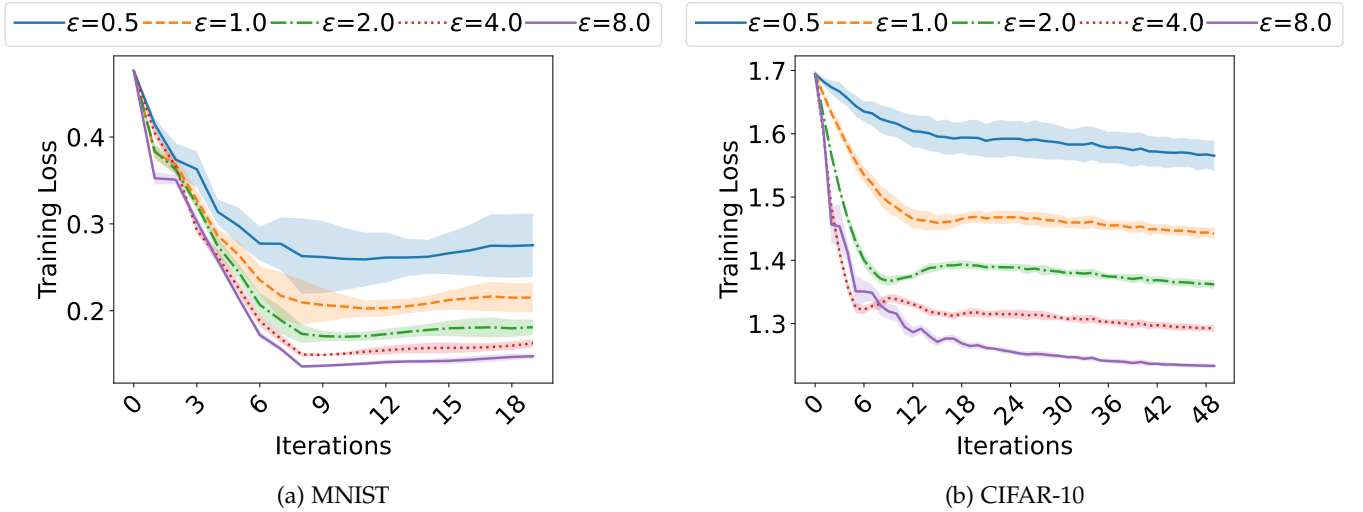 ε=0.5 ε=1.0 ε=2.0 ε=4.0 ε=8.0
Training Loss
0.4
0.3
0.2
0 3 6 9 12 15 18
Iterations
(a) MNIST
ε=0.5 ε=1.0 ε=2.0 ε=4.0 ε=8.0
Training Loss
1.7
1.6
1.5
1.4
1.3
0 6 12 18 24 30 36 42 48
Iterations
(b) CIFAR-10